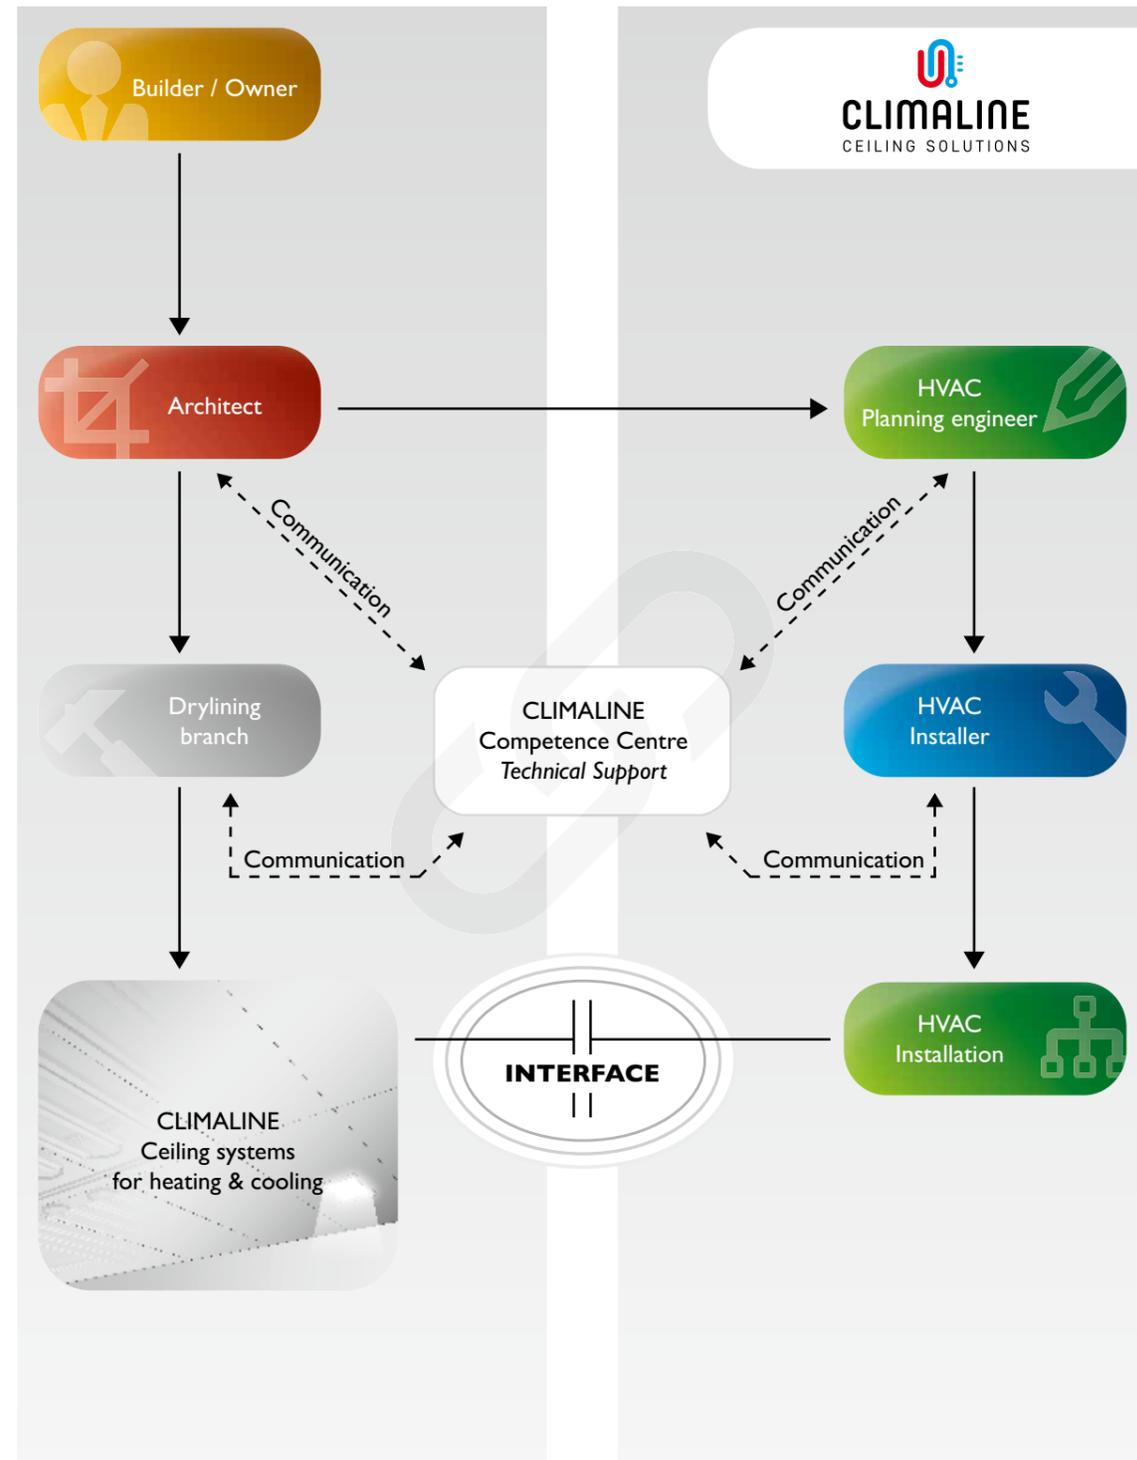 Builder / Owner
CLIMALINE
CEILING SOLUTIONS
Architect
HVAC
Planning engineer
Communication
Communication
Drylining
branch
CLIMALINE
Competence Centre
Technical Support
HVAC
Installer
Communication
Communication
INTERFACE
HVAC
Installation
CLIMALINE
Ceiling systems
for heating & cooling